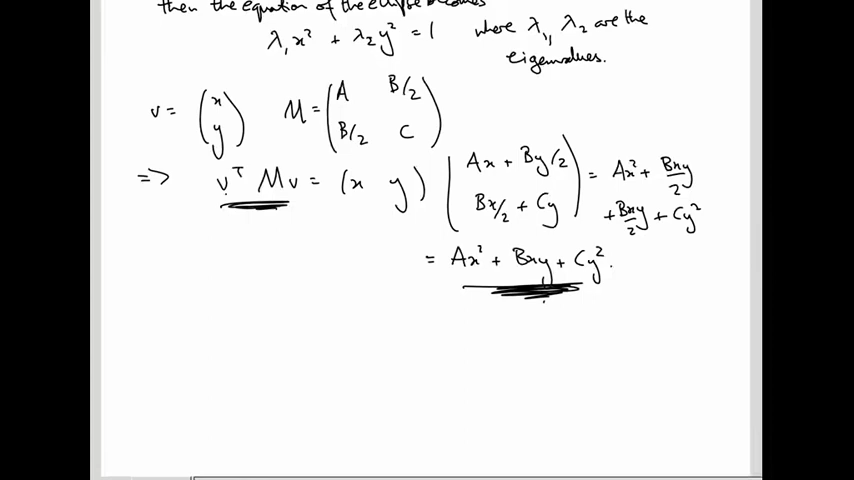 then the equation of the ellipse becomes
λ₁x² + λ₂y² = 1 where λ₁, λ₂ are the
eigenvalues.
v = (x y) M = (A B/2 B/2 C)
=> vᵀ M v = (x y) (Ax + By/2 Bx/2 + Cy) = Ax² + Bxy/2
+ Bxy/2 + Cy²
= Ax² + Bxy + Cy².